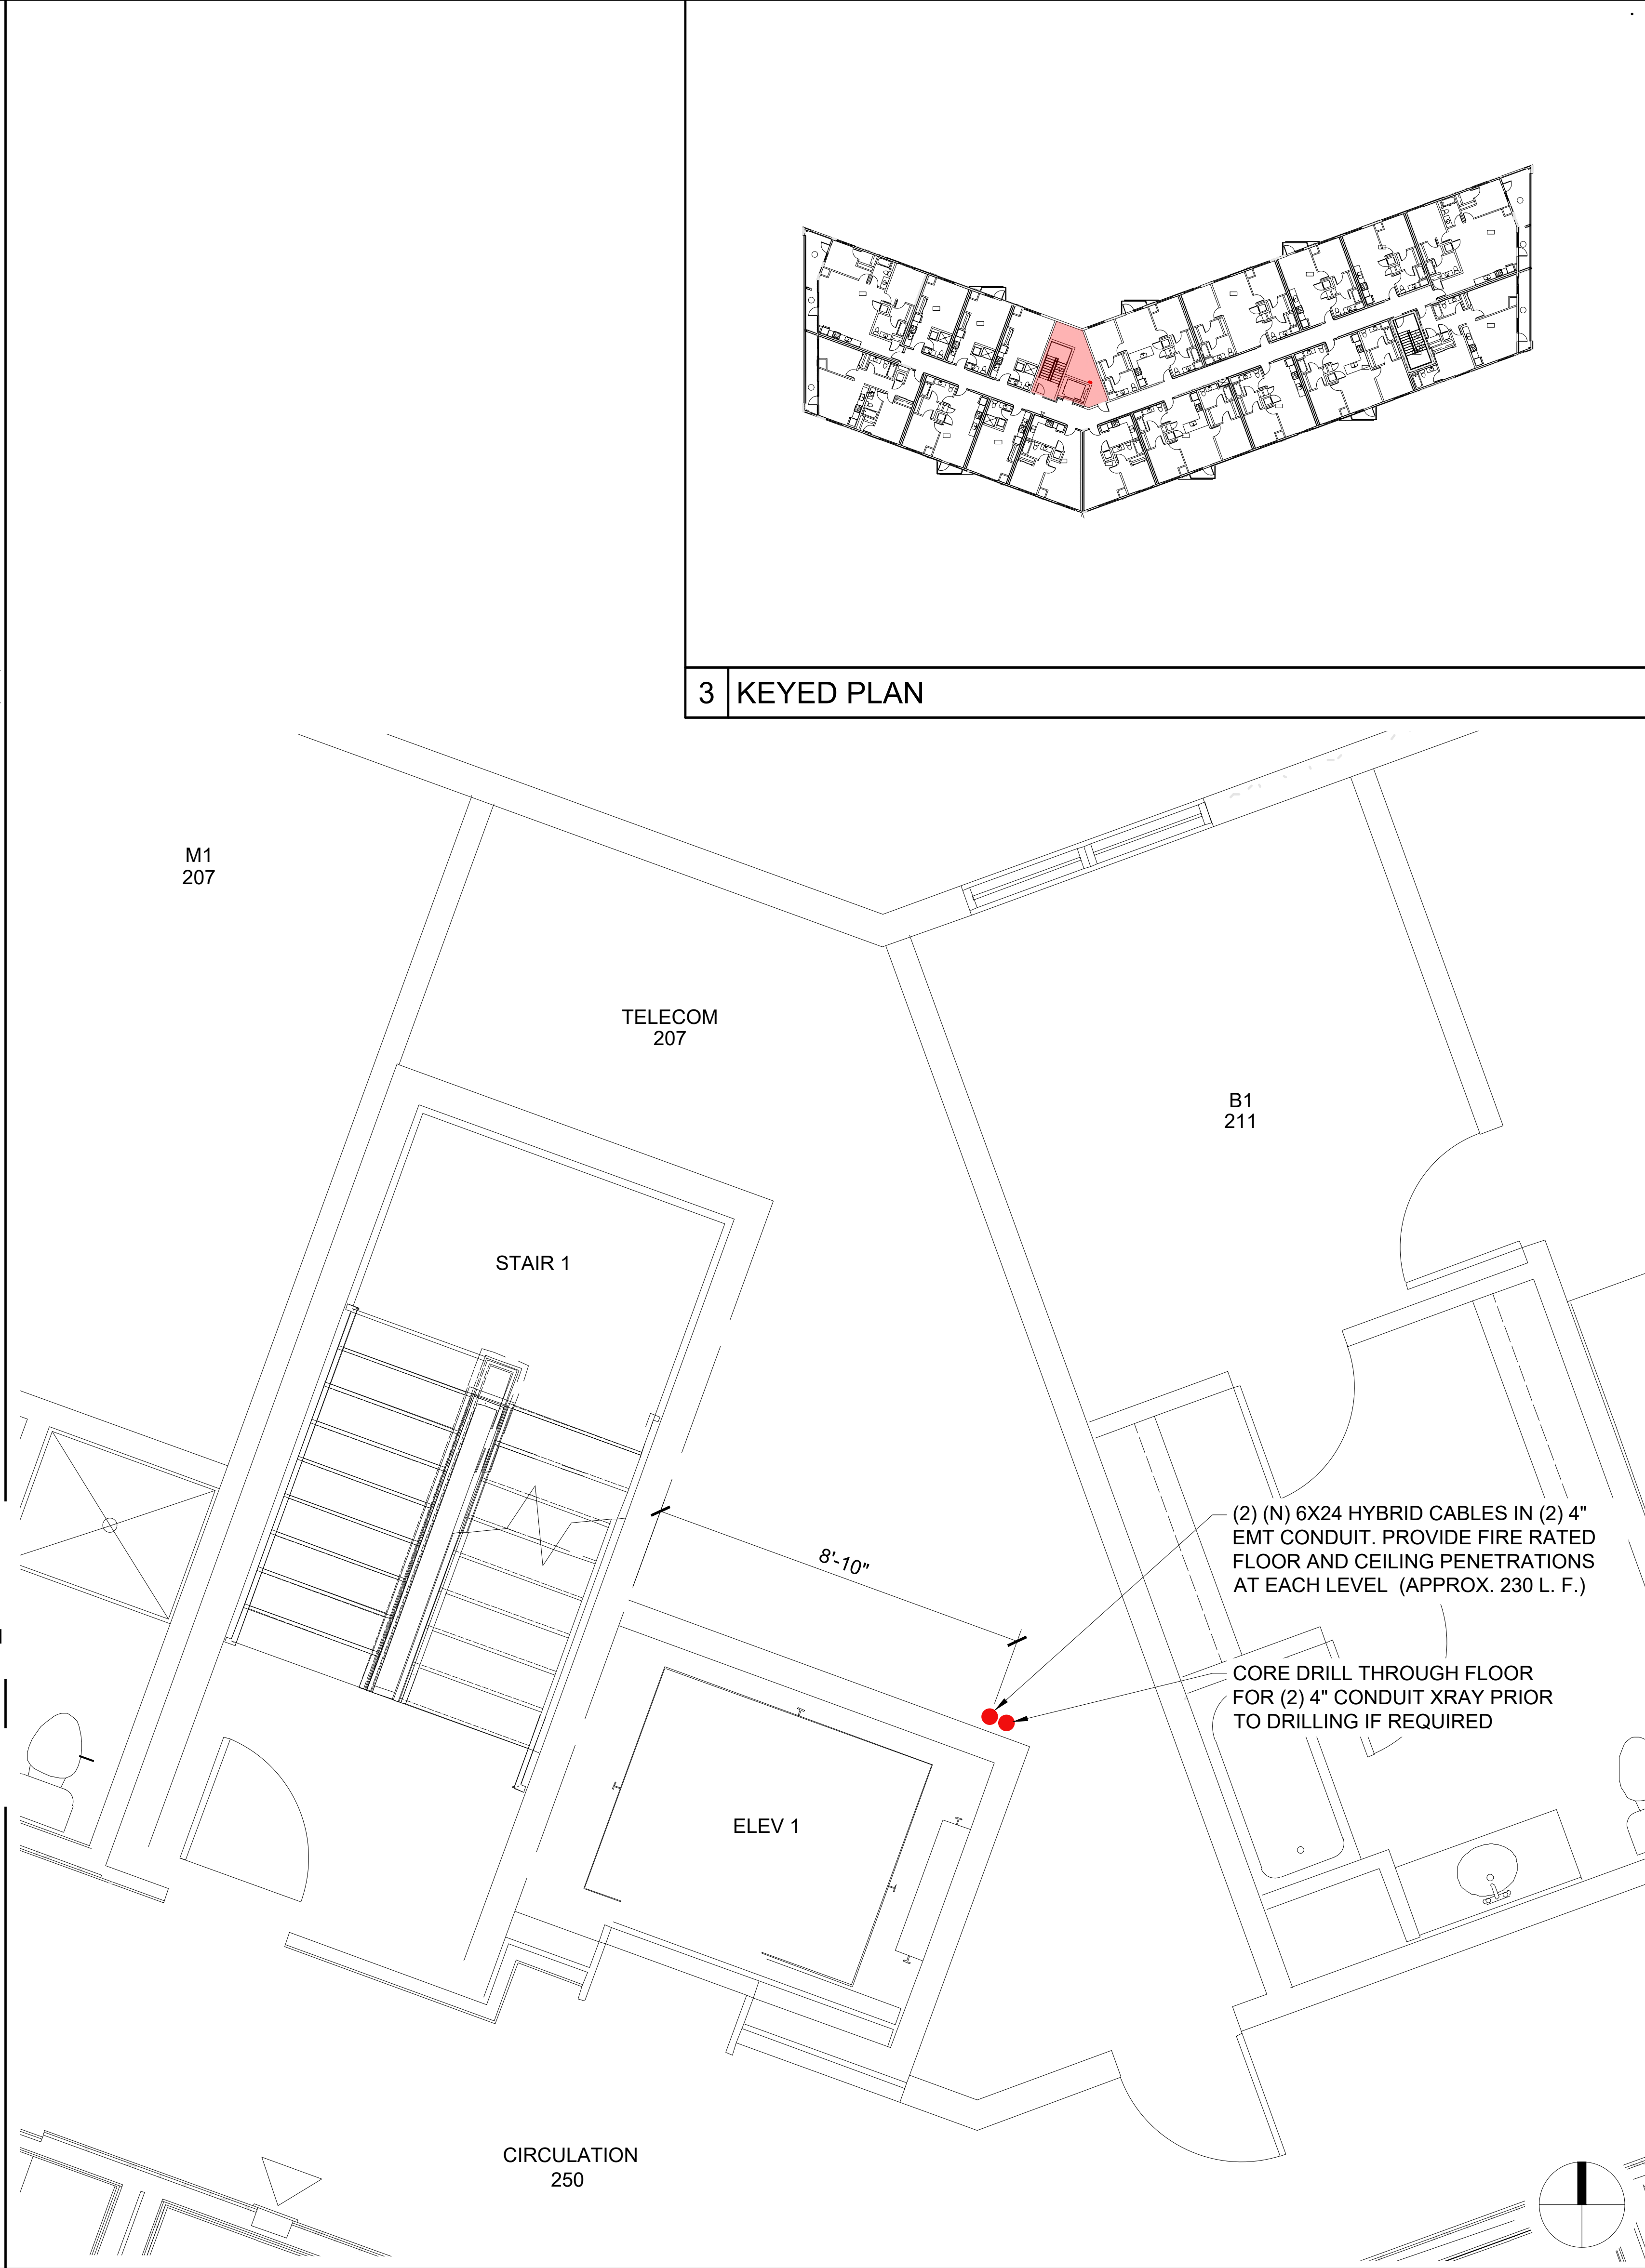 3 KEYED PLAN
M1
207
TELECOM
207
B1
211
STAIR 1
8'-10"
(2) (N) 6X24 HYBRID CABLES IN (2) 4"
EMT CONDUIT. PROVIDE FIRE RATED
FLOOR AND CEILING PENETRATIONS
AT EACH LEVEL (APPROX. 230 L. F.)
CORE DRILL THROUGH FLOOR
FOR (2) 4" CONDUIT XRAY PRIOR
TO DRILLING IF REQUIRED
ELEV 1
CIRCULATION
250